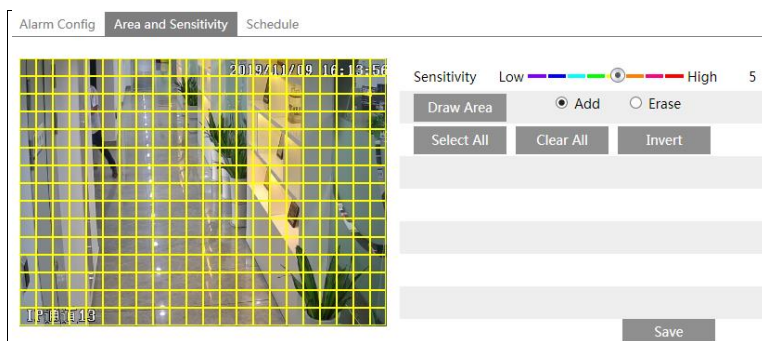 Alarm Config Area and Sensitivity Schedule
2019/11/09 16:13:56
Sensitivity Low High 5
Draw Area Add Erase
Select All Clear All Invert
Save